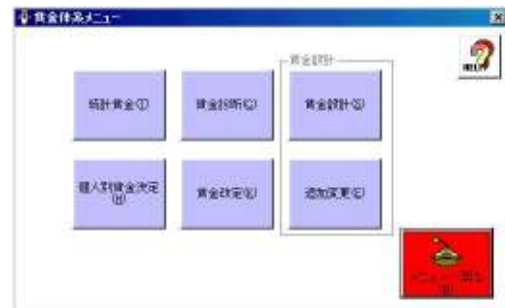 賃金体系メニュー
HELP
賃金設計
統計賃金(T)
賃金診断(C)
賃金設計(S)
個人別賃金決定
(H)
賃金改定(K)
追加変更(E)
メニューへ戻る